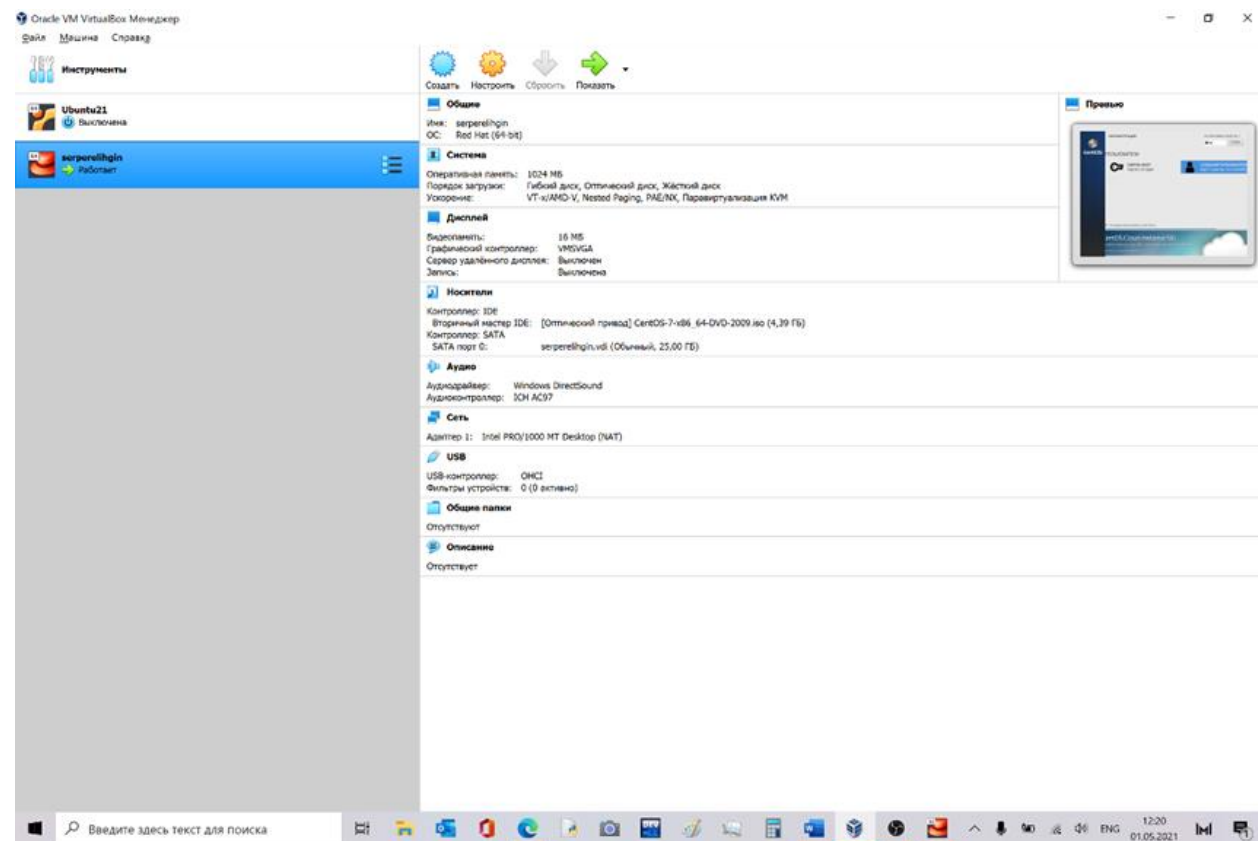 Oracle VM VirtualBox Менеджер
Файл Машина Справка
Инструменты
Ubuntu21
Выключена
serperelihgin
Работает
Создать Настроить Сбросить Показать
Общие
Имя: serperelihgin
ОС: Red Hat (64-bit)
Система
Оперативная память: 1024 МБ
Порядок загрузки: Гибкий диск, Оптический диск, Жёсткий диск
Ускорение: VT-x/AMD-V, Nested Paging, PAE/NX, Паравиртуализация KVM
Дисплей
Видеопамять: 16 МБ
Графический контроллер: VMSVGA
Сервер удалённого дисплея: Выключен
Запись: Выключена
Носители
Контроллер: IDE
Вторичный мастер IDE: [Оптический привод] CentOS-7-x86_64-DVD-2009.iso (4,39 ГБ)
Контроллер: SATA
SATA порт 0: serperelihgin.vdi (Обычный, 25,00 ГБ)
Аудио
Аудиодрайвер: Windows DirectSound
Аудиоконтроллер: ICH AC97
Сеть
Адаптер 1: Intel PRO/1000 MT Desktop (NAT)
USB
USB-контроллер: OHCI
Фильтры устройств: 0 (0 активно)
Общие папки
Отсутствуют
Описание
Отсутствует
Превью
Введите здесь текст для поиска
ENG
12:20
01.05.2021